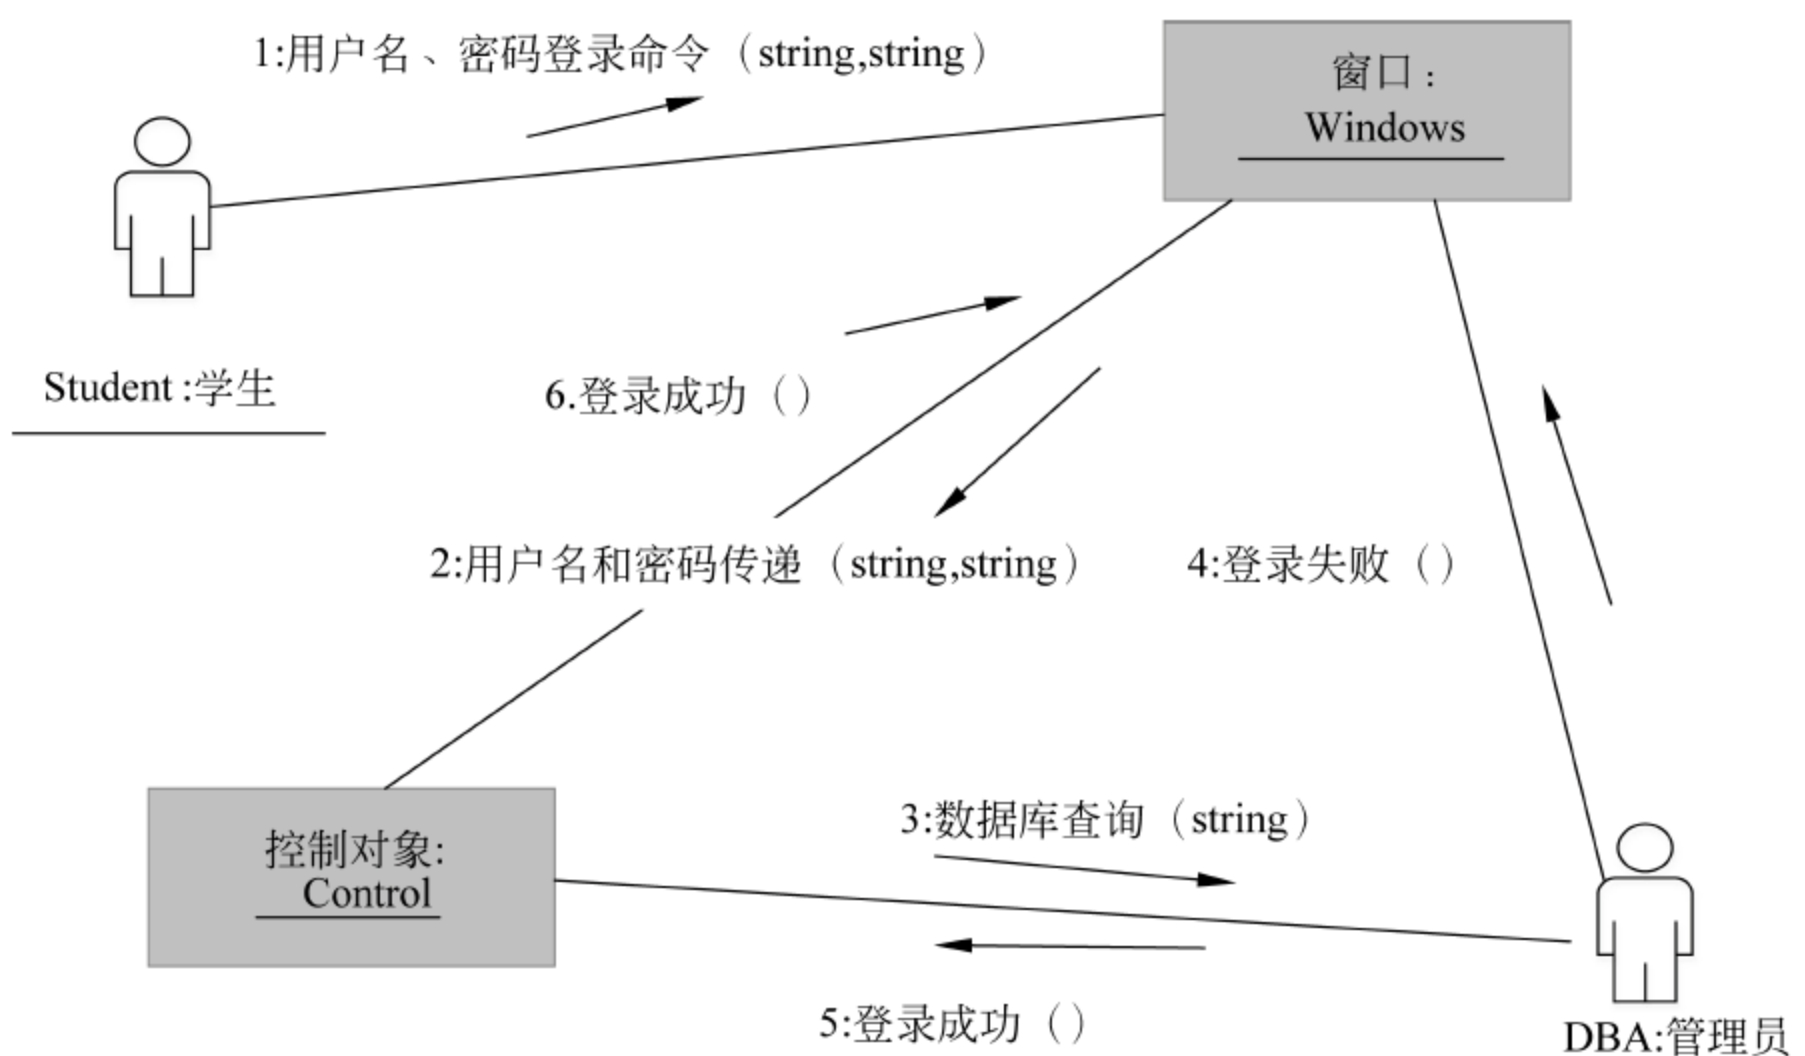 1:用户名、密码登录命令（string,string）
窗口：
Windows
Student :学生
6.登录成功（）
2:用户名和密码传递（string,string）
4:登录失败（）
3:数据库查询（string）
控制对象:
Control
5:登录成功（）
DBA:管理员